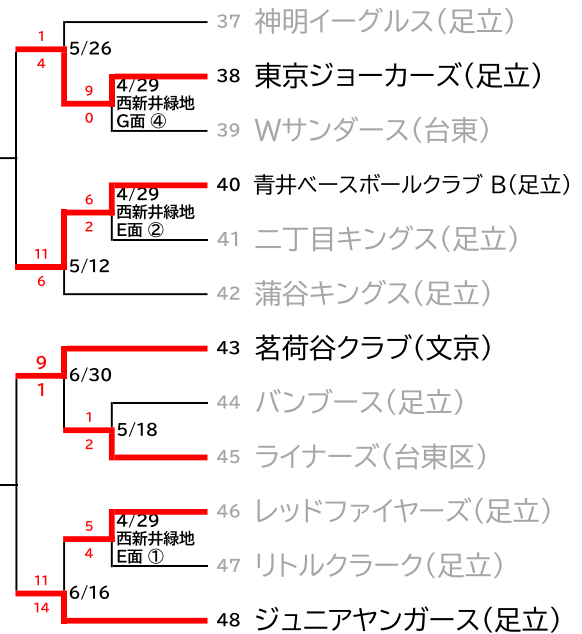 37 神明イーグルス(足立)
1
5/26
4
38 東京ジョーカーズ(足立)
9
4/29
西新井緑地
0
G面 ④
39 Wサンダース(台東)
40 青井ベースボールクラブ B(足立)
6
4/29
西新井緑地
2
E面 ②
41 二丁目キングス(足立)
11
5/12
6
42 蒲谷キングス(足立)
43 茗荷谷クラブ(文京)
9
6/30
1
44 バンブース(足立)
1
5/18
2
45 ライナーズ(台東区)
46 レッドファイヤーズ(足立)
5
4/29
西新井緑地
4
E面 ①
47 リトルクラーク(足立)
11
6/16
14
48 ジュニアヤンガース(足立)